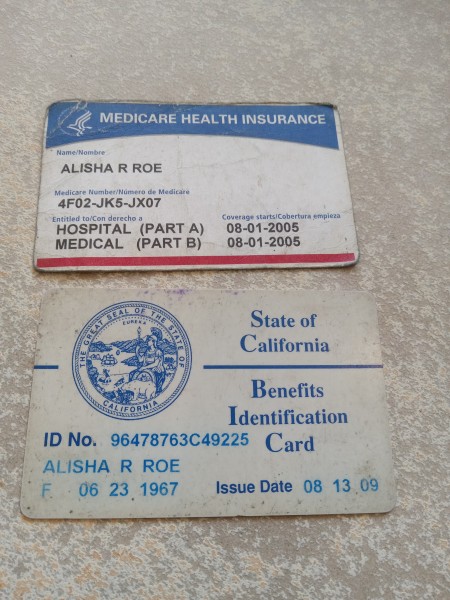 MEDICARE HEALTH INSURANCE
Name/Nombre
ALISHA R ROE
Medicare Number/Número de Medicare
4F02-JK5-JX07
Entitled to/Con derecho a Coverage starts/Cobertura empieza
HOSPITAL (PART A) 08-01-2005
MEDICAL (PART B) 08-01-2005
THE GREAT SEAL OF THE STATE OF CALIFORNIA
EUREKA
State of
California
Benefits
Identification
Card
ID No. 96478763C49225
ALISHA R ROE
F 06 23 1967 Issue Date 08 13 09